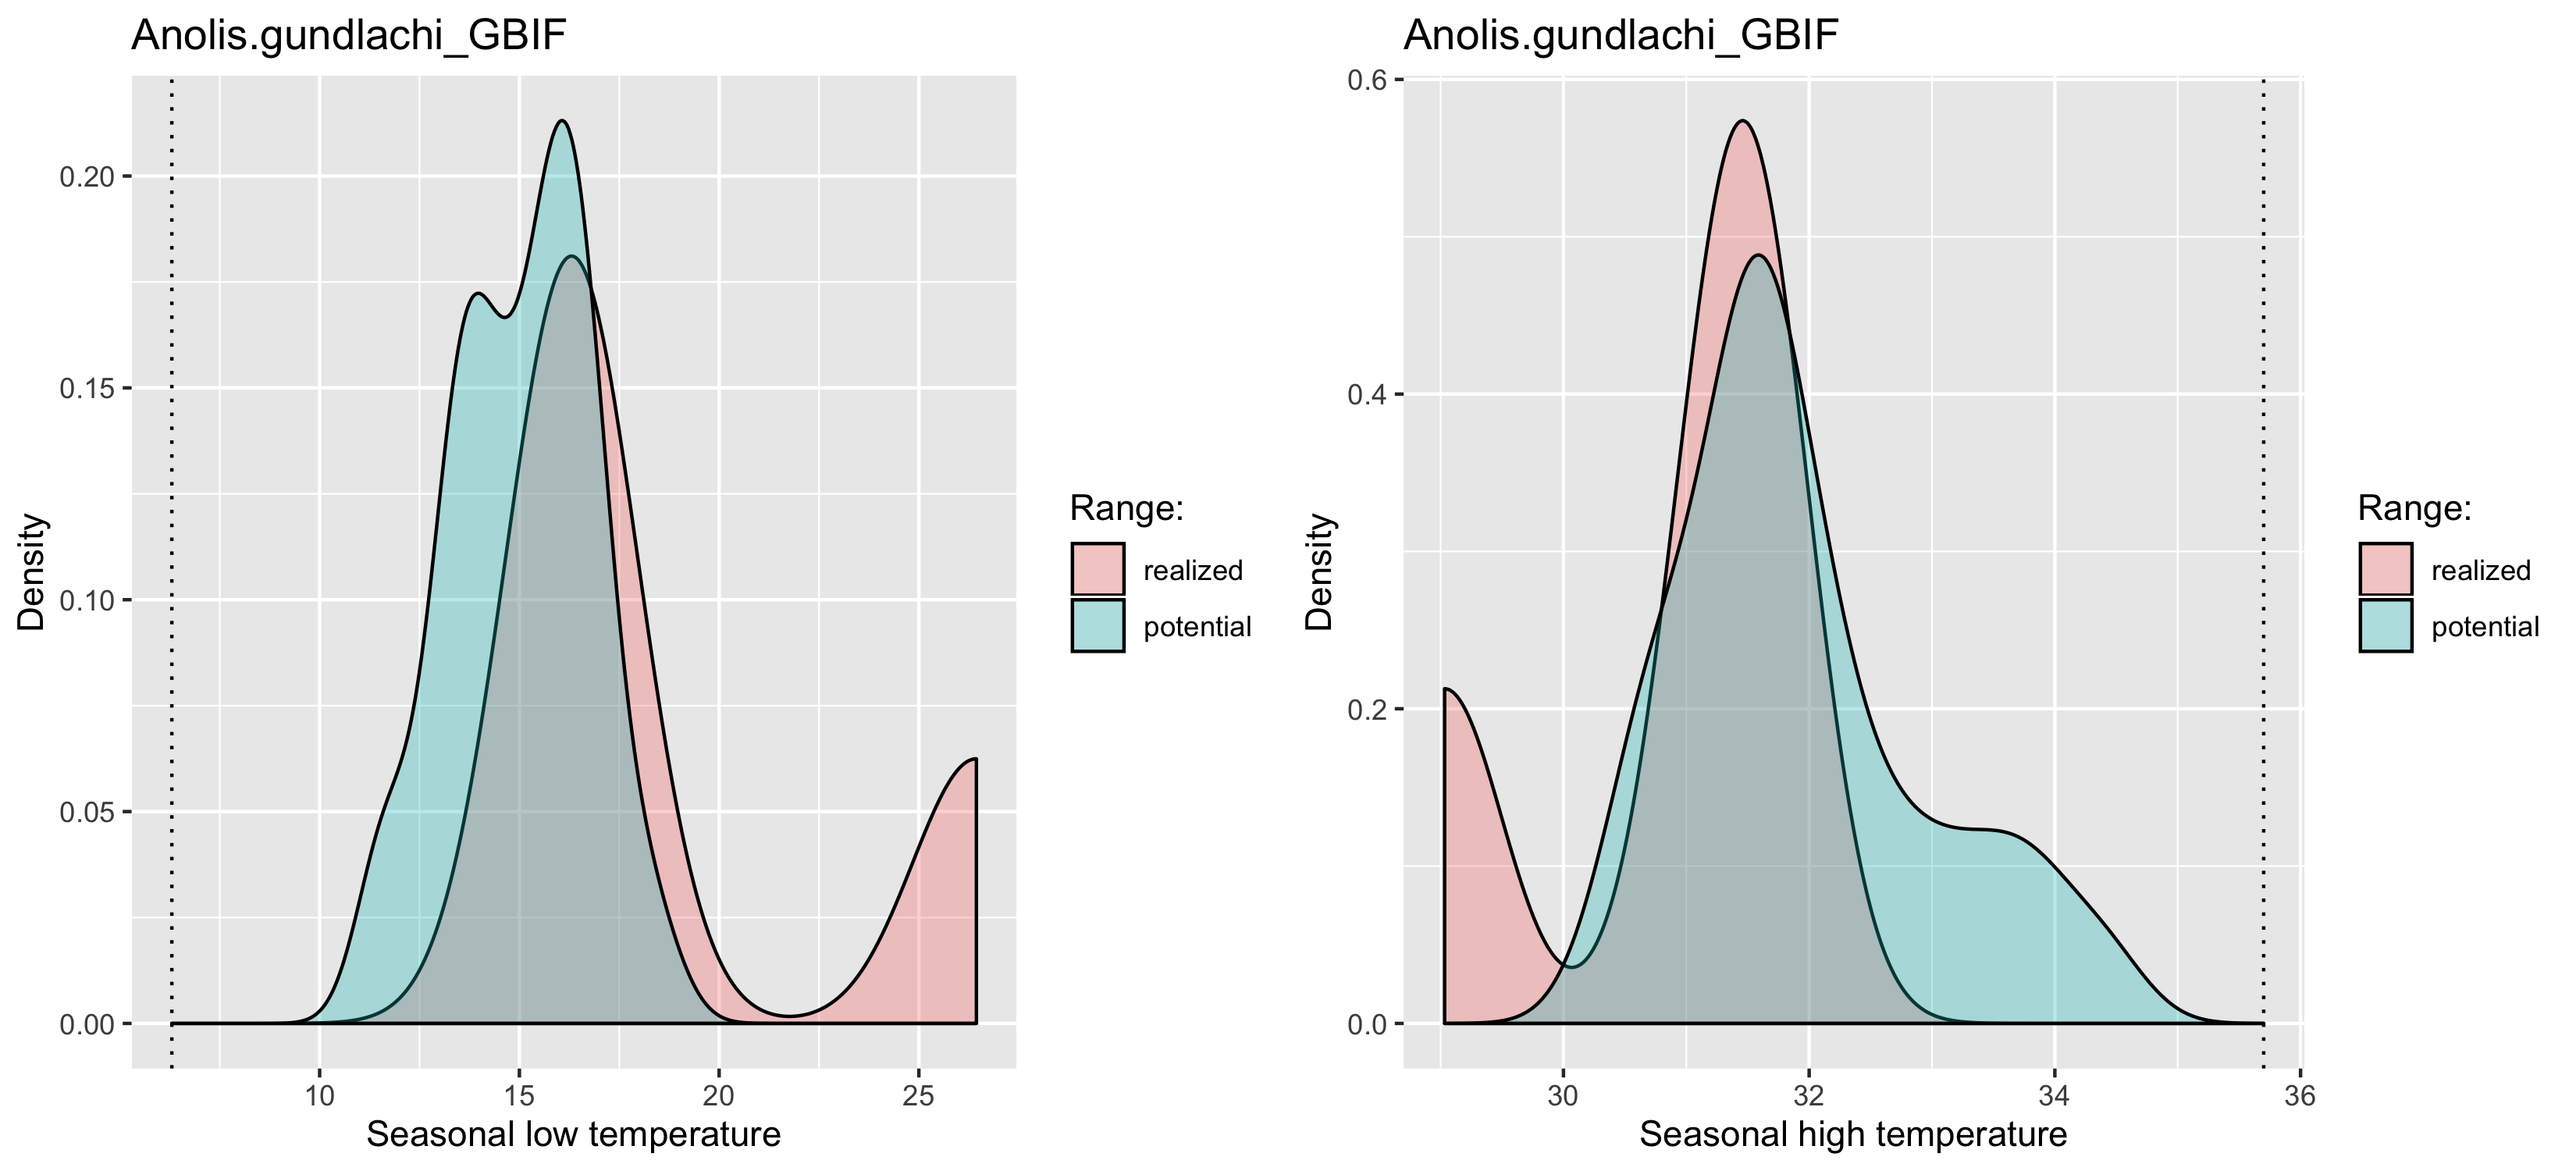 Anolis.gundlachi_GBIF
0.20
0.15
0.10
0.05
0.00
Density
10 15 20 25
Seasonal low temperature
Range:
realized
potential
Anolis.gundlachi_GBIF
0.6
0.4
0.2
0.0
Density
30 32 34 36
Seasonal high temperature
Range:
realized
potential